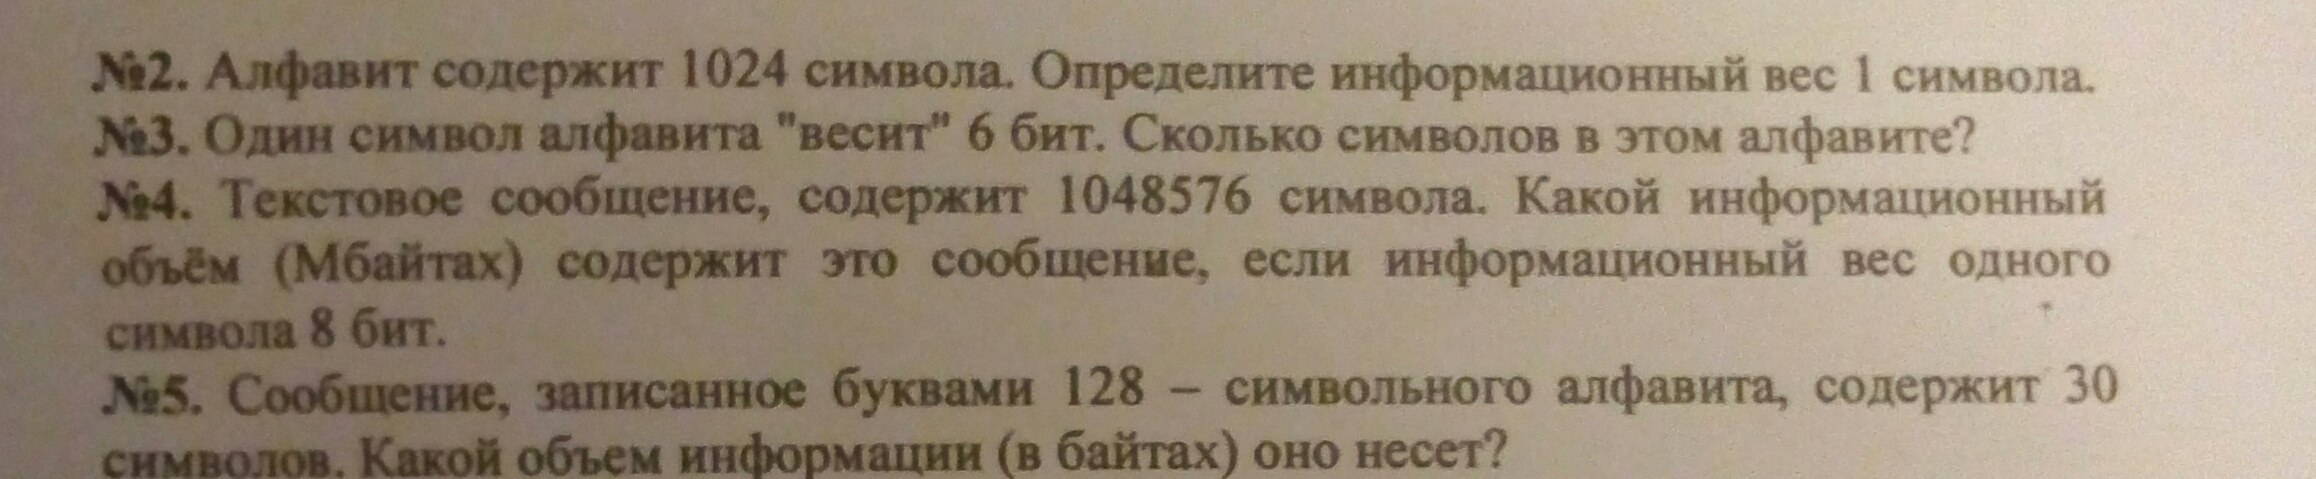 №2. Алфавит содержит 1024 символа. Определите информационный вес 1 символа.
№3. Один символ алфавита "весит" 6 бит. Сколько символов в этом алфавите?
№4. Текстовое сообщение, содержит 1048576 символа. Какой информационный
объём (Мбайтах) содержит это сообщение, если информационный вес одного
символа 8 бит.
№5. Сообщение, записанное буквами 128 – символьного алфавита, содержит 30
символов. Какой объем информации (в байтах) оно несет?